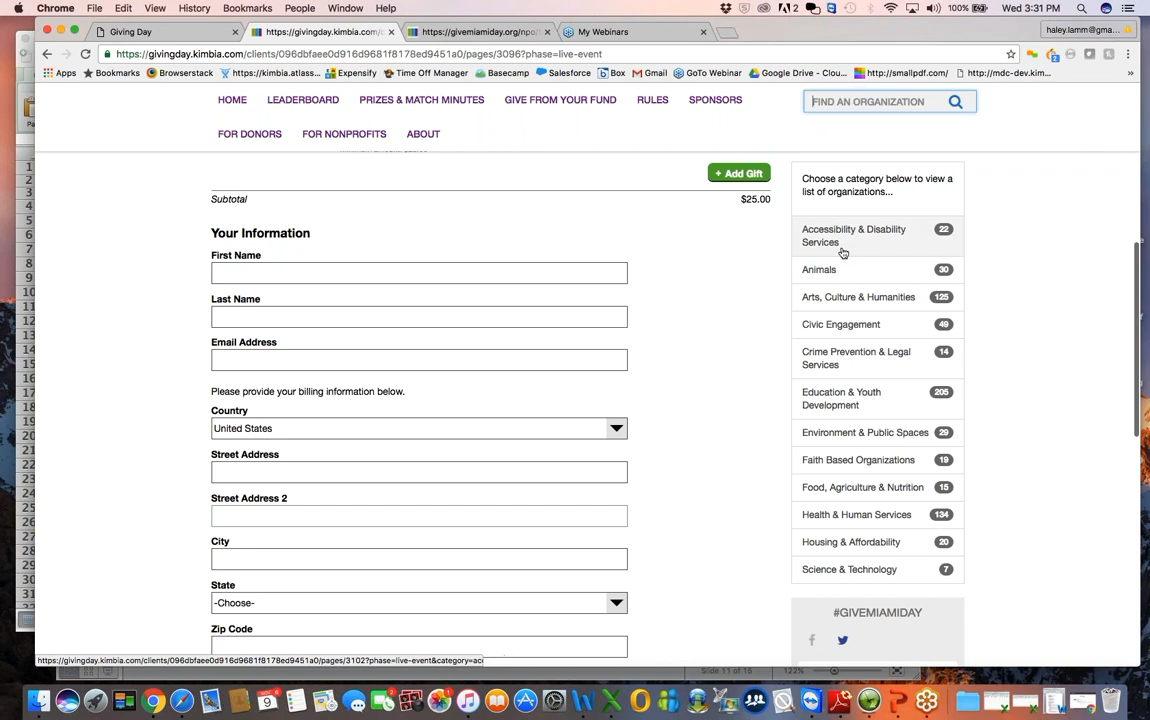 Chrome File Edit View History Bookmarks People Window Help
2 100% Wed 3:31 PM
Giving Day
https://givingday.kimbia.com/c
https://givemiamiday.org/npo/
My Webinars
haley.lamm@gma...
https://givingday.kimbia.com/clients/096dbfaee0d916d9681f8178ed9451a0/pages/3096?phase=live-event
Apps Bookmarks Browserstack https://kimbia.atlass... Expensify Time Off Manager Basecamp Salesforce Box Gmail GoTo Webinar Google Drive - Clou... http://smallpdf.com/ http://mdc-dev.kim... »
HOME LEADERBOARD PRIZES & MATCH MINUTES GIVE FROM YOUR FUND RULES SPONSORS
FIND AN ORGANIZATION
FOR DONORS FOR NONPROFITS ABOUT
+ Add Gift
Subtotal $25.00
Your Information
First Name
Last Name
Email Address
Please provide your billing information below.
Country
United States
Street Address
Street Address 2
City
State
-Choose-
Zip Code
Choose a category below to view a
list of organizations...
Accessibility & Disability 22
Services
Animals 30
Arts, Culture & Humanities 125
Civic Engagement 49
Crime Prevention & Legal 14
Services
Education & Youth 205
Development
Environment & Public Spaces 29
Faith Based Organizations 19
Food, Agriculture & Nutrition 15
Health & Human Services 134
Housing & Affordability 20
Science & Technology 7
#GIVEMIAMIDAY
https://givingday.kimbia.com/clients/096dbfaee0d916d9681f8178ed9451a0/pages/3102?phase=live-event&category=acc
Slide 11 of 15 122%